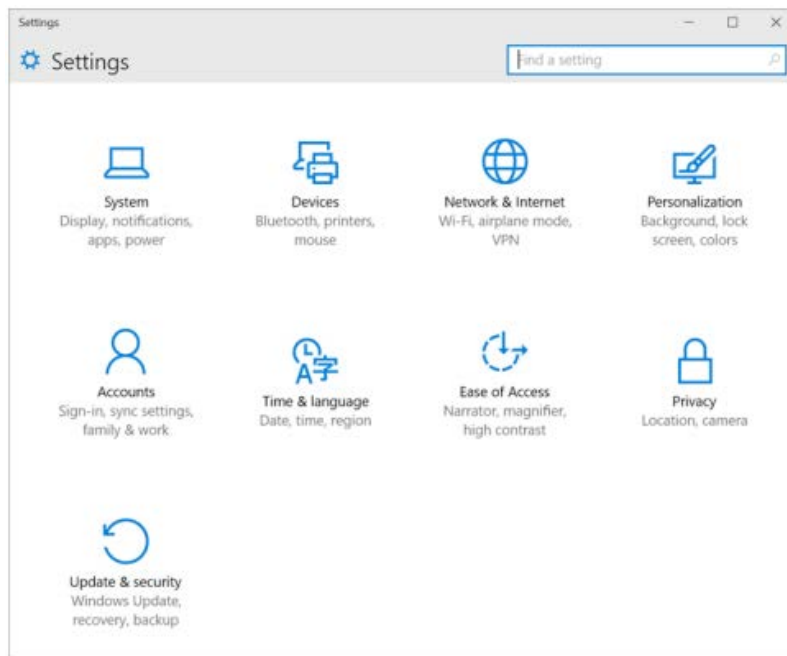 Settings
Settings
Find a setting
System
Display, notifications,
apps, power
Devices
Bluetooth, printers,
mouse
Network & Internet
Wi-Fi, airplane mode,
VPN
Personalization
Background, lock
screen, colors
Accounts
Sign-in, sync settings,
family & work
A字
Time & language
Date, time, region
Ease of Access
Narrator, magnifier,
high contrast
Privacy
Location, camera
Update & security
Windows Update,
recovery, backup